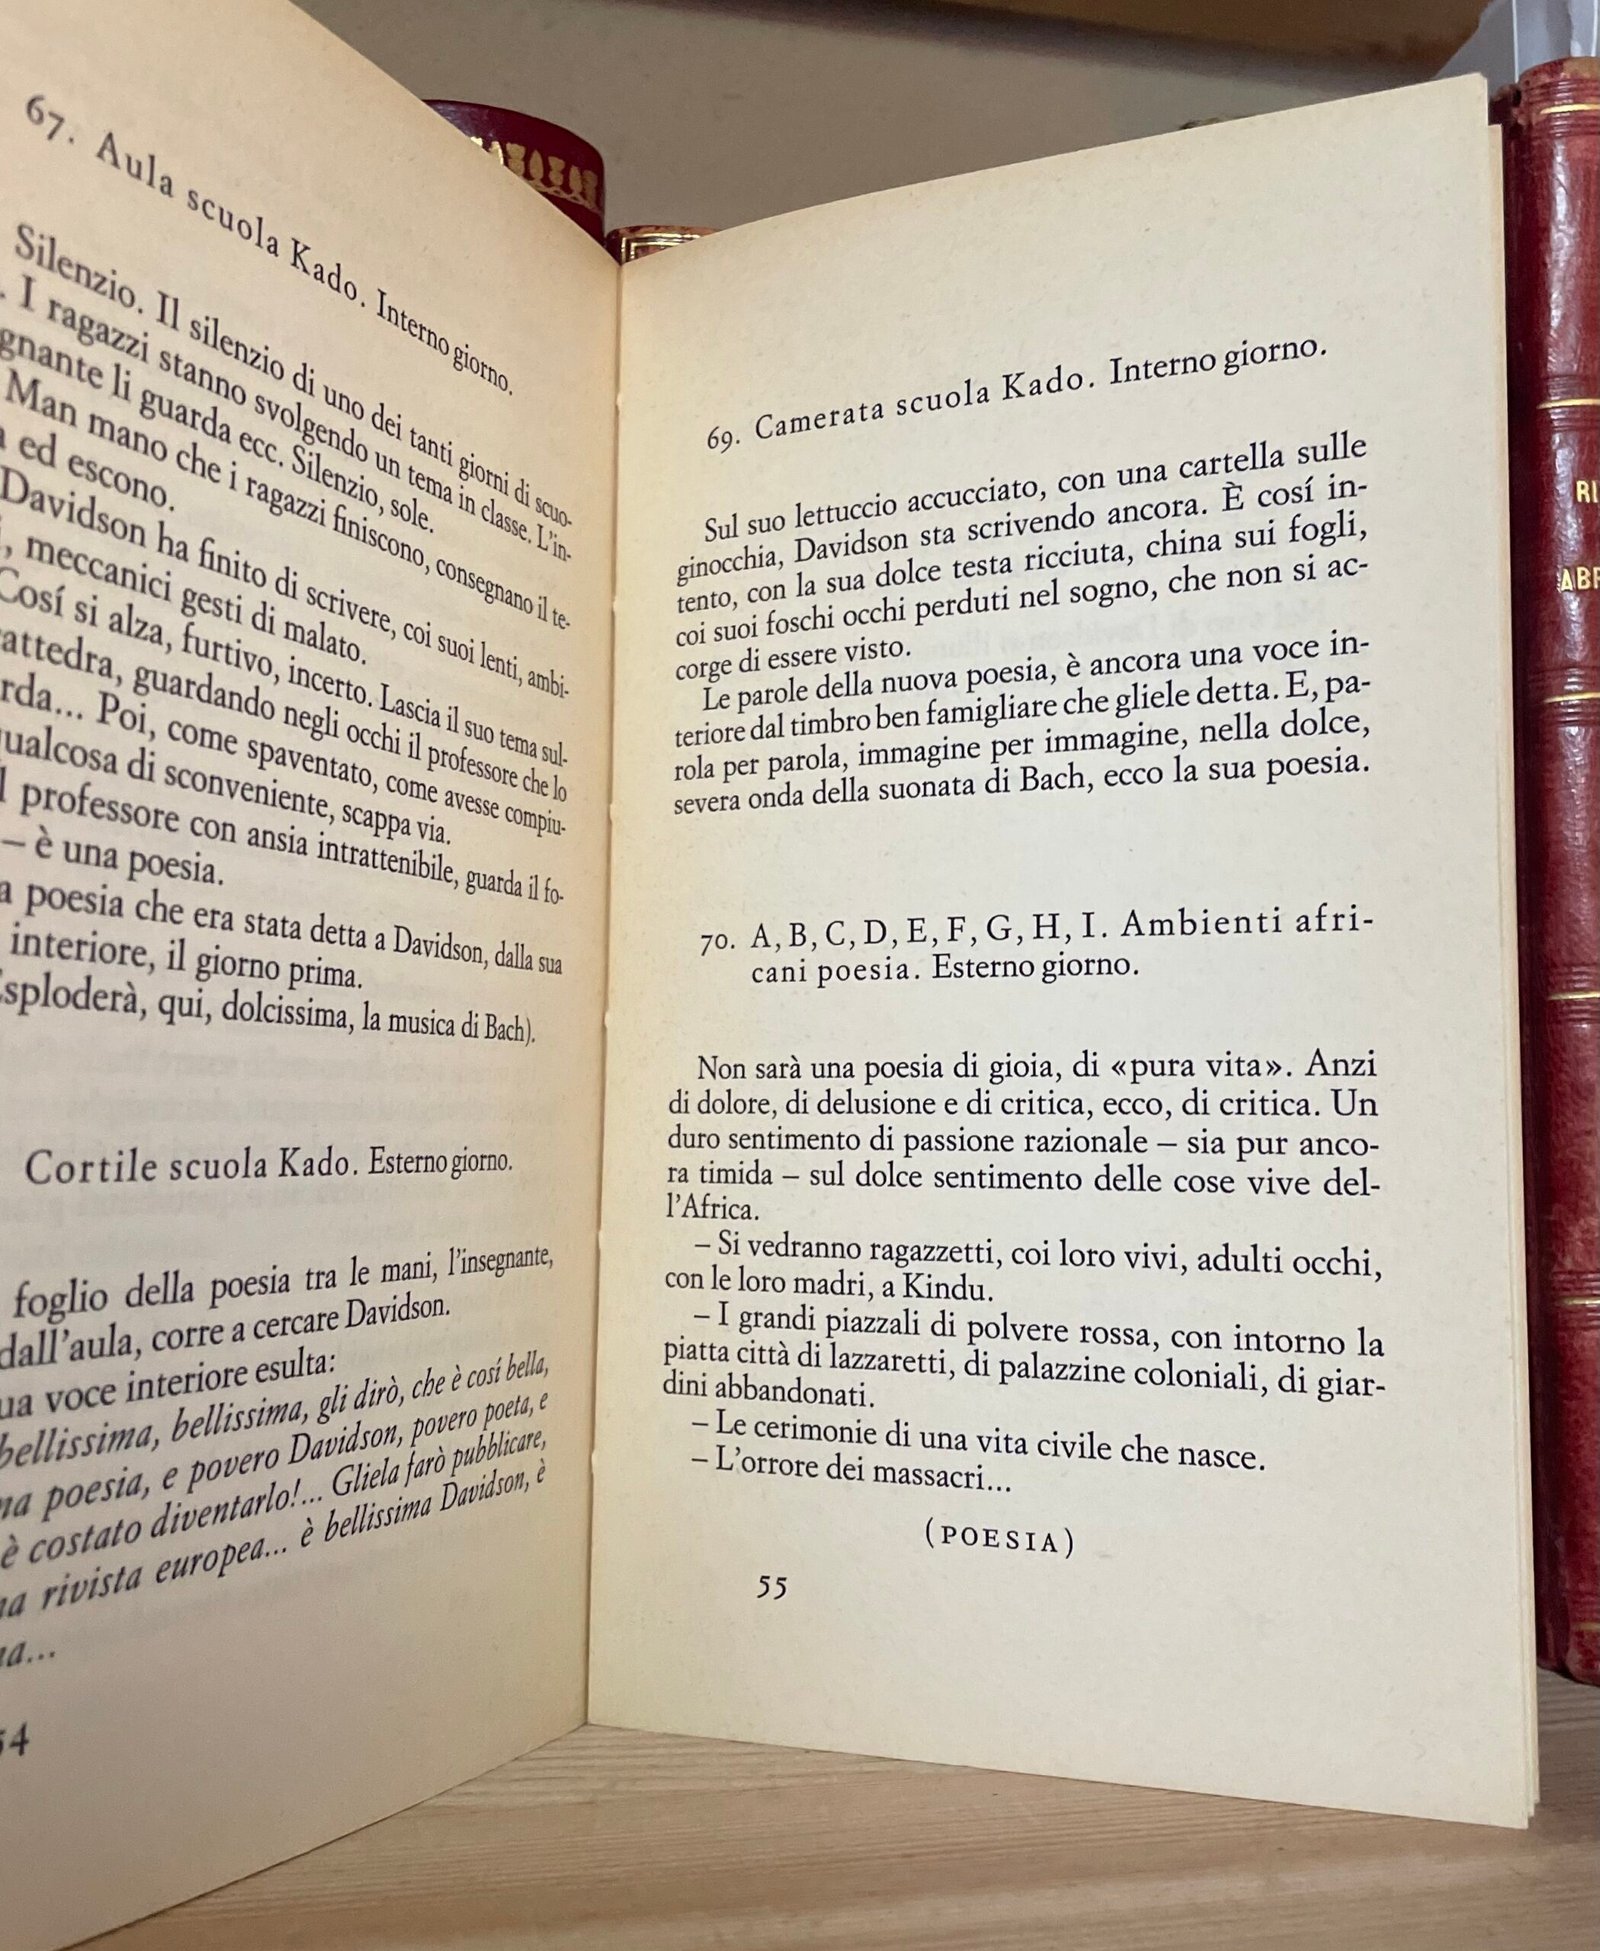 67. Aula scuola Kado. Interno giorno.
Silenzio. Il silenzio di uno dei tanti giorni di scuo-
. I ragazzi stanno svolgendo un tema in classe. L'in-
gnante li guarda ecc. Silenzio, sole.
Man mano che i ragazzi finiscono, consegnano il te-
ed escono.
Davidson ha finito di scrivere, coi suoi lenti, ambi-
, meccanici gesti di malato.
Cosí si alza, furtivo, incerto. Lascia il suo tema sul-
attedra, guardando negli occhi il professore che lo
rda... Poi, come spaventato, come avesse compiu-
qualcosa di sconveniente, scappa via.
l professore con ansia intrattenibile, guarda il fo-
– è una poesia.
a poesia che era stata detta a Davidson, dalla sua
interiore, il giorno prima.
Esploderà, qui, dolcissima, la musica di Bach).
Cortile scuola Kado. Esterno giorno.
foglio della poesia tra le mani, l'insegnante,
dall'aula, corre a cercare Davidson.
ua voce interiore esulta:
bellissima, bellissima, gli dirò, che è cosí bella,
na poesia, e povero Davidson, povero poeta, e
è costato diventarlo!... Gliela farò pubblicare,
na rivista europea... è bellissima Davidson, è
na...
54
69. Camerata scuola Kado. Interno giorno.
Sul suo lettuccio accucciato, con una cartella sulle
ginocchia, Davidson sta scrivendo ancora. È cosí in-
tento, con la sua dolce testa ricciuta, china sui fogli,
coi suoi foschi occhi perduti nel sogno, che non si ac-
corge di essere visto.
Le parole della nuova poesia, è ancora una voce in-
teriore dal timbro ben famigliare che gliele detta. E, pa-
rola per parola, immagine per immagine, nella dolce,
severa onda della suonata di Bach, ecco la sua poesia.
70. A, B, C, D, E, F, G, H, I. Ambienti afri-
cani poesia. Esterno giorno.
Non sarà una poesia di gioia, di «pura vita». Anzi
di dolore, di delusione e di critica, ecco, di critica. Un
duro sentimento di passione razionale – sia pur anco-
ra timida – sul dolce sentimento delle cose vive del-
l'Africa.
– Si vedranno ragazzetti, coi loro vivi, adulti occhi,
con le loro madri, a Kindu.
– I grandi piazzali di polvere rossa, con intorno la
piatta città di lazzaretti, di palazzine coloniali, di giar-
dini abbandonati.
– Le cerimonie di una vita civile che nasce.
– L'orrore dei massacri...
(POESIA)
55
RI
ABR